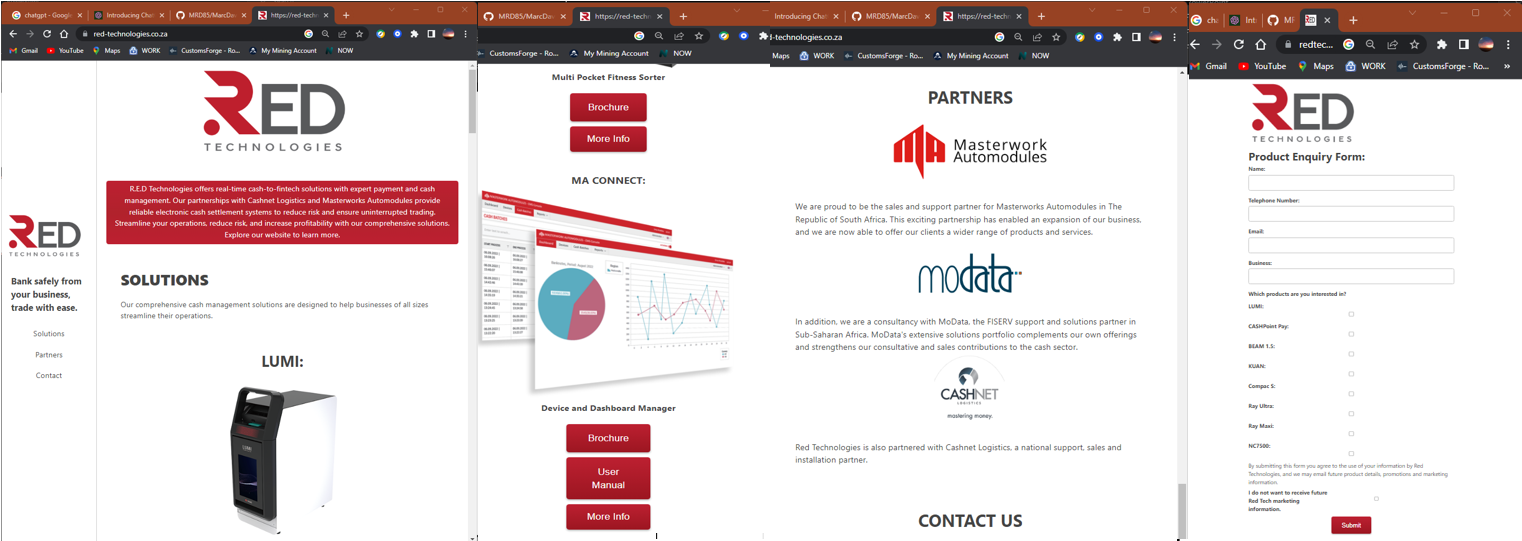 chatgpt - Google
Introducing Chat
MRD85/MarcDav
https://red-techn
red-technologies.co.za
Gmail
YouTube
Maps
WORK
CustomsForge - Ro...
My Mining Account
NOW
RED
TECHNOLOGIES
Bank safely from
your business,
trade with ease.
Solutions
Partners
Contact
RED
TECHNOLOGIES
R.E.D Technologies offers real-time cash-to-fintech solutions with expert payment and cash
management. Our partnerships with Cashnet Logistics and Masterworks Automodules provide
reliable electronic cash settlement systems to reduce risk and ensure uninterrupted trading.
Streamline your operations, reduce risk, and increase profitability with our comprehensive solutions.
Explore our website to learn more.
SOLUTIONS
Our comprehensive cash management solutions are designed to help businesses of all sizes
streamline their operations.
LUMI:
LUMI
MRD85/MarcDav
https://red-techn
CustomsForge - Ro...
My Mining Account
NOW
Multi Pocket Fitness Sorter
Brochure
More Info
MA CONNECT:
Device and Dashboard Manager
Brochure
User
Manual
More Info
Introducing Chat
MRD85/MarcDav
https://red-techn
d-technologies.co.za
Maps
WORK
CustomsForge - Ro...
My Mining Account
NOW
PARTNERS
Masterwork
Automodules
We are proud to be the sales and support partner for Masterworks Automodules in The
Republic of South Africa. This exciting partnership has enabled an expansion of our business,
and we are now able to offer our clients a wider range of products and services.
modata
In addition, we are a consultancy with MoData, the FISERV support and solutions partner in
Sub-Saharan Africa. MoData's extensive solutions portfolio complements our own offerings
and strengthens our consultative and sales contributions to the cash sector.
CASHNET
LOGISTICS
mastering money.
Red Technologies is also partnered with Cashnet Logistics, a national support, sales and
installation partner.
CONTACT US
cha
Int
MR
redtec...
Gmail
YouTube
Maps
WORK
CustomsForge - Ro...
RED
TECHNOLOGIES
Product Enquiry Form:
Name:
Telephone Number:
Email:
Business:
Which products are you interested in?
LUMI:
CASHPoint Pay:
BEAM 1.5:
KUAN:
Compac S:
Ray Ultra:
Ray Maxi:
NC7500:
By submitting this form you agree to the use of your information by Red
Technologies, and we may email future product details, promotions and marketing
information.
I do not want to receive future
Red Tech marketing
information.
Submit